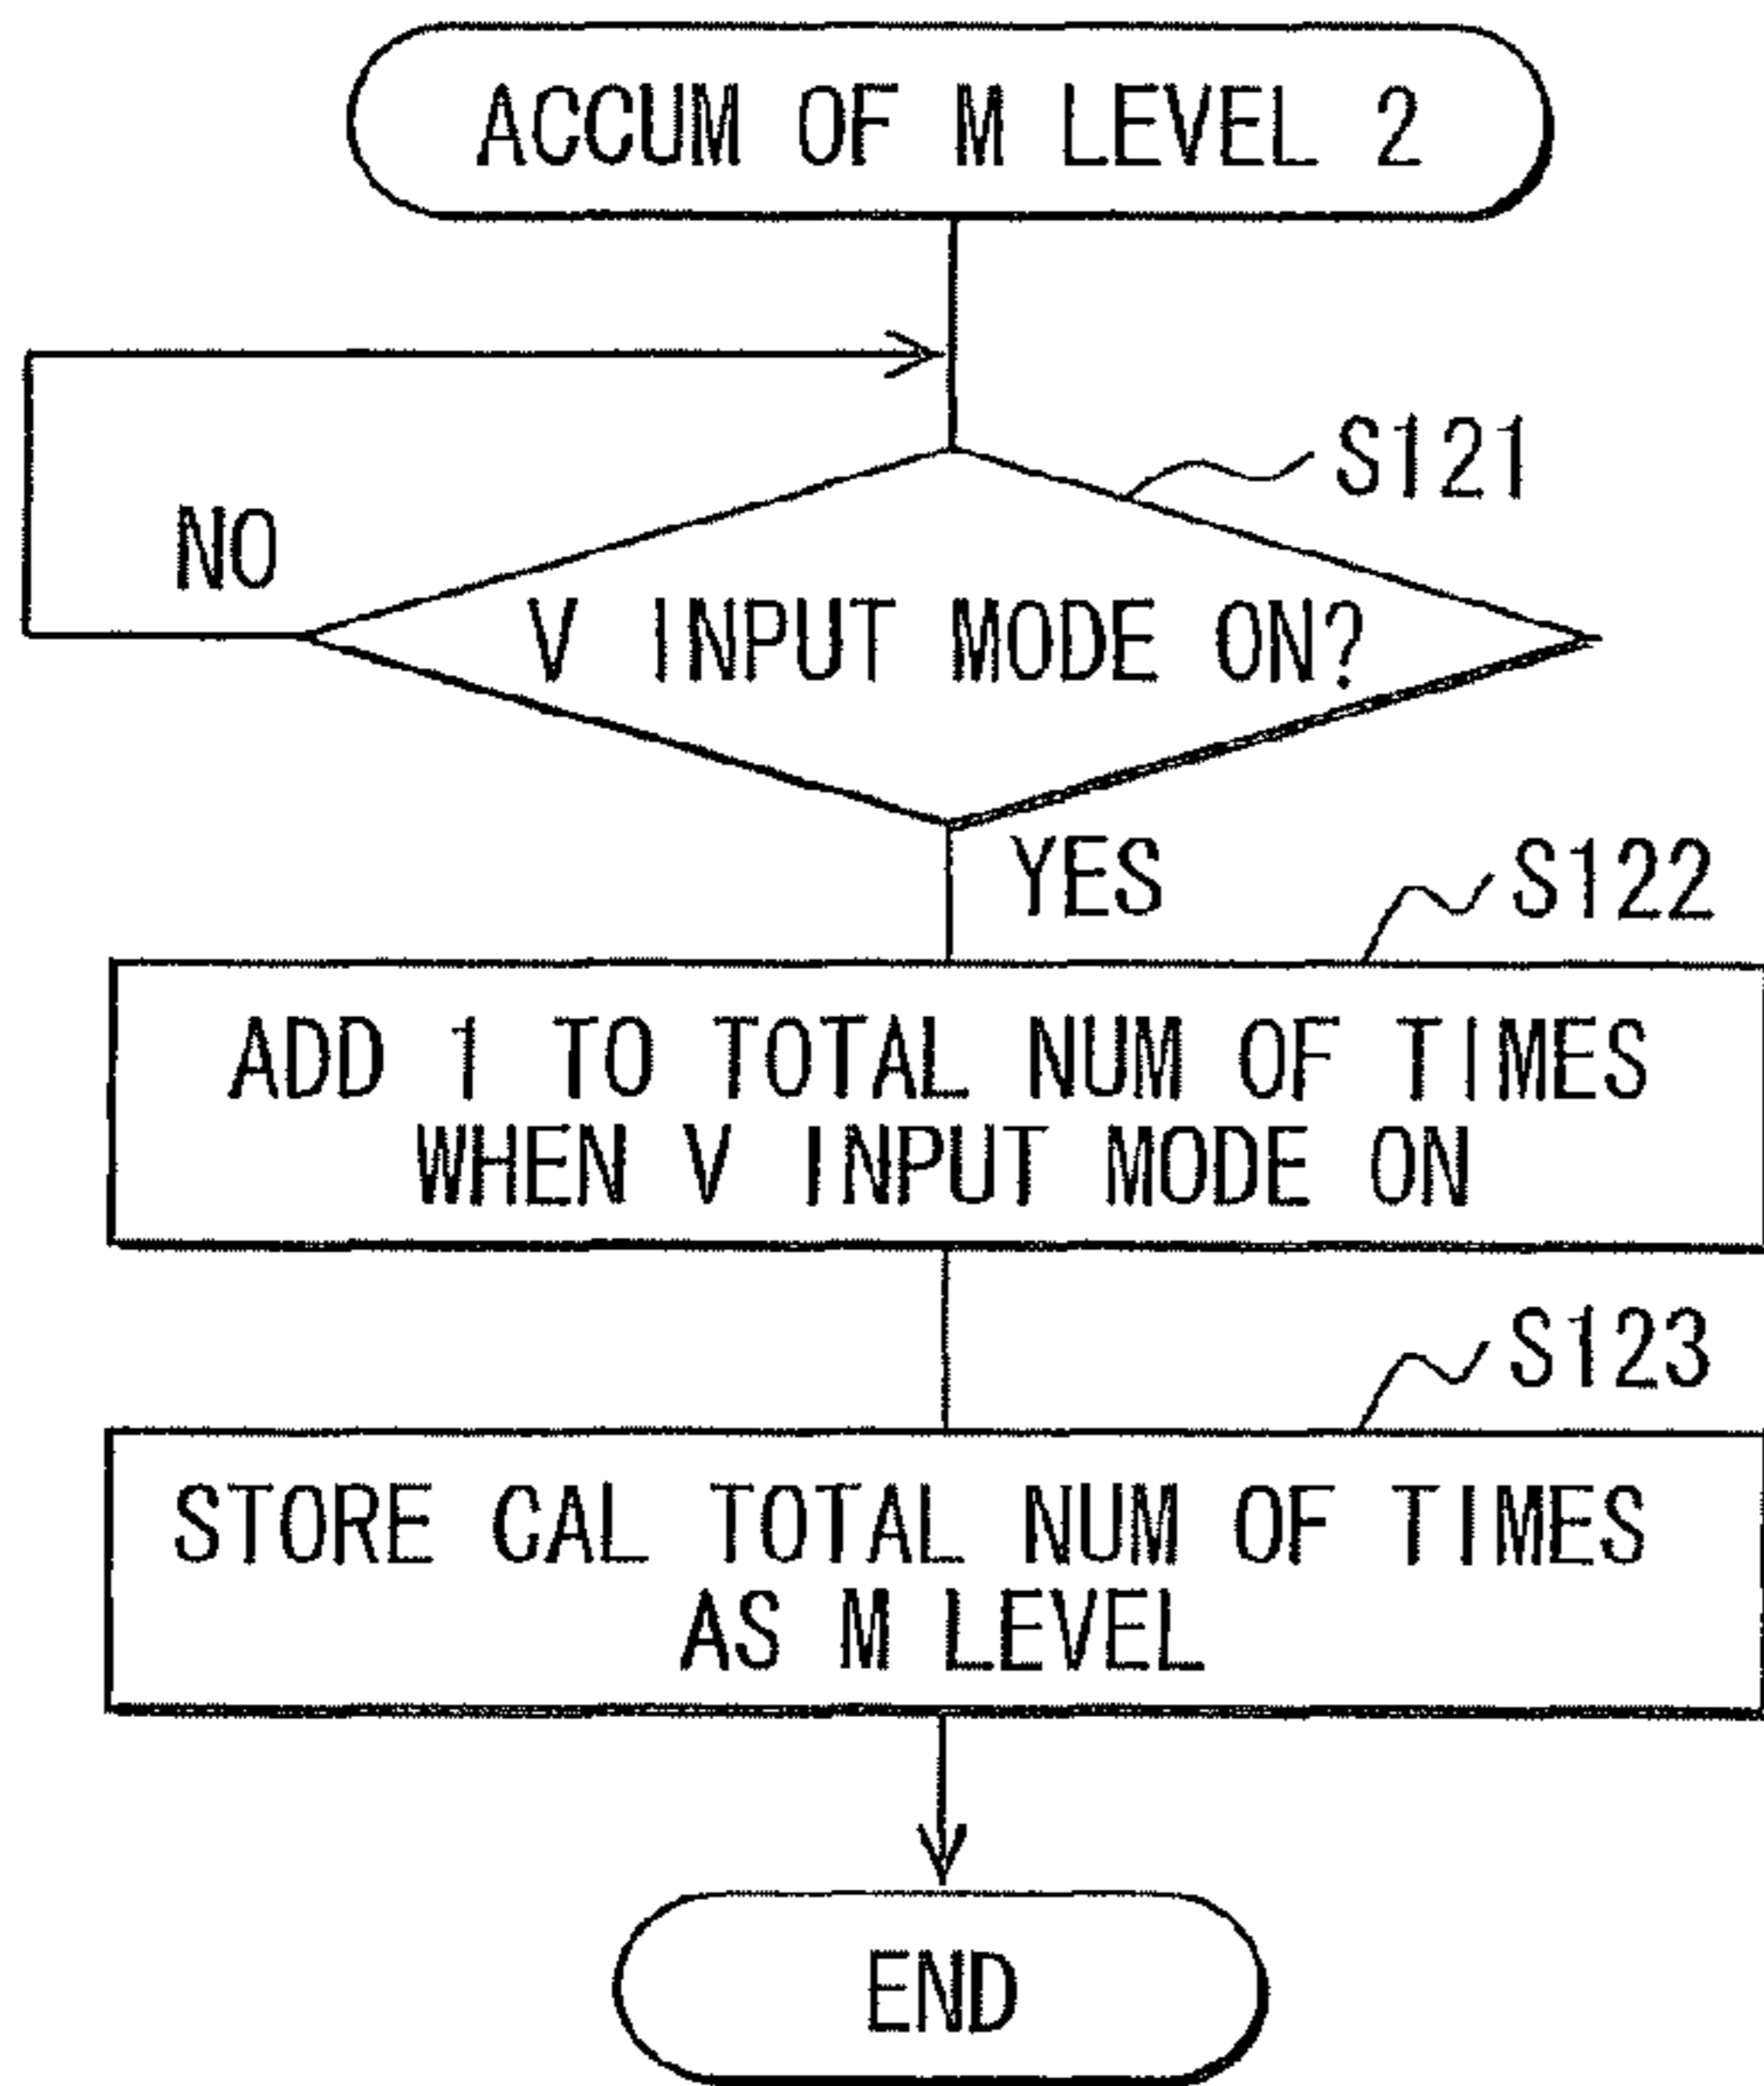 ACCUM OF M LEVEL 2
S121
NO
V INPUT MODE ON?
YES
S122
ADD 1 TO TOTAL NUM OF TIMES
WHEN V INPUT MODE ON
S123
STORE CAL TOTAL NUM OF TIMES
AS M LEVEL
END